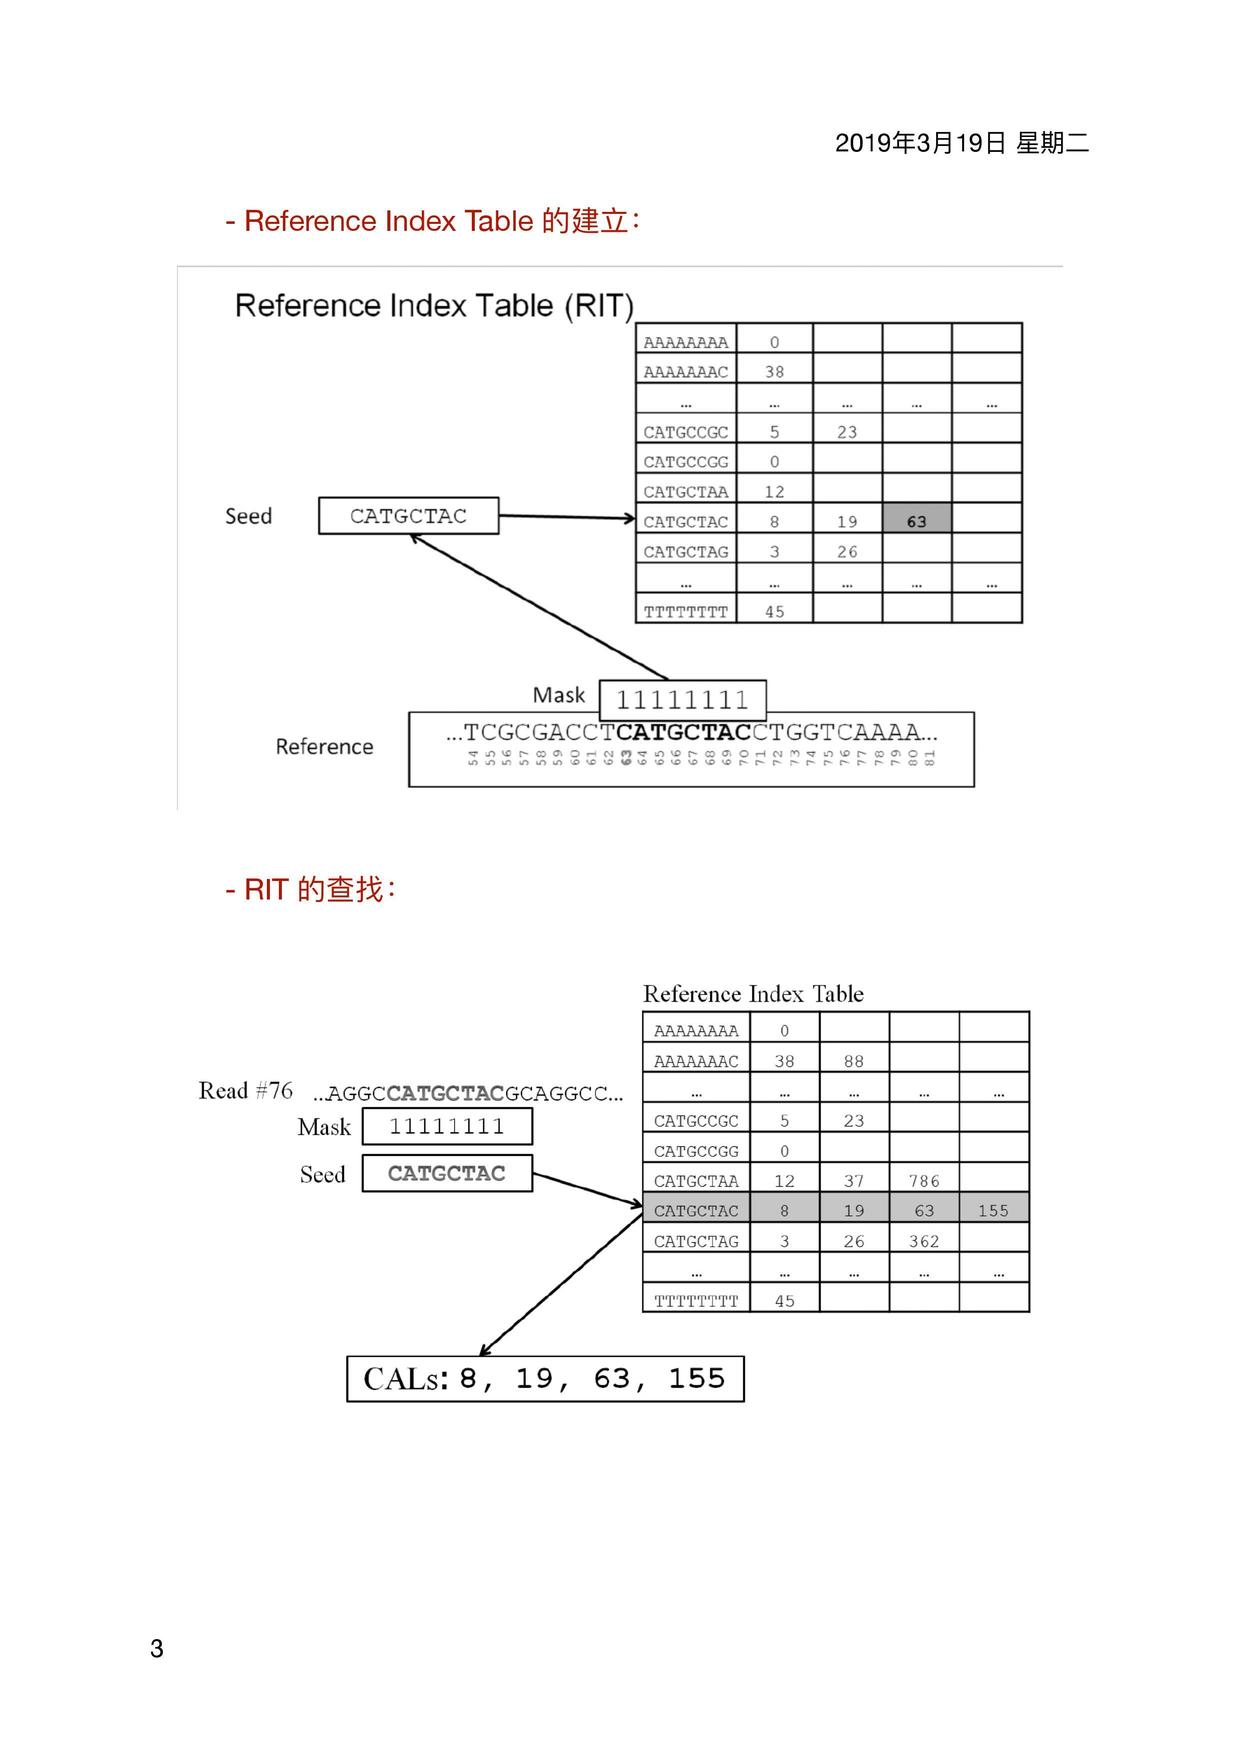 2019年3月19日 星期二
- Reference Index Table 的建立：
Reference Index Table (RIT)
AAAAAAAA 0
AAAAAAAC 38
... ... ... ... ...
CATGCCGC 5 23
CATGCCGG 0
CATGCTAA 12
Seed CATGCTAC CATGCTAC 8 19 63
CATGCTAG 3 26
... ... ... ... ...
TTTTTTTT 45
Mask 11111111
Reference ...TCGCGACCTCATGCTACCTGGTCAAAA...
54 55 56 57 58 59 60 61 62 63 64 65 66 67 68 69 70 71 72 73 74 75 76 77 78 79 80 81
- RIT 的查找：
Reference Index Table
AAAAAAAA 0
AAAAAAAC 38 88
Read #76 ...AGGCCATGCTACGCAGGCC...
... ... ... ... ...
Mask 11111111
CATGCCGC 5 23
CATGCCGG 0
Seed CATGCTAC
CATGCTAA 12 37 786
CATGCTAC 8 19 63 155
CATGCTAG 3 26 362
... ... ... ... ...
TTTTTTTT 45
CALs: 8, 19, 63, 155
3